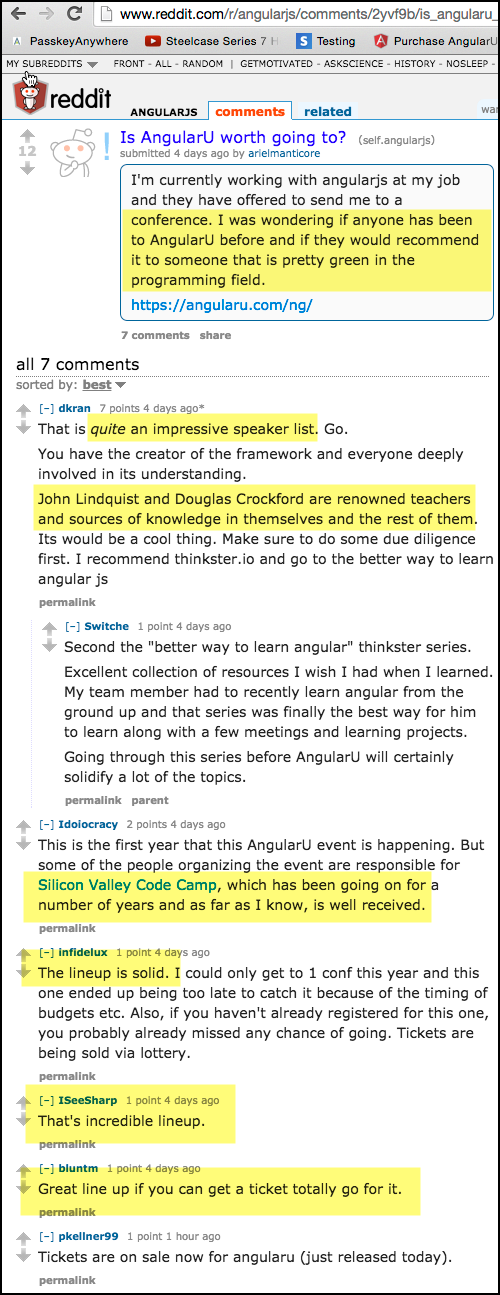 www.reddit.com/r/angularjs/comments/2yvf9b/is_angularu_
PasskeyAnywhere Steelcase Series 7 H Testing Purchase AngularU
MY SUBREDDITS FRONT - ALL - RANDOM | GETMOTIVATED - ASKSCIENCE - HISTORY - NOSLEEP -
reddit ANGULARJS comments related wa
Is AngularU worth going to? (self.angularjs)
12
submitted 4 days ago by arielmanticore
I'm currently working with angularjs at my job
and they have offered to send me to a
conference. I was wondering if anyone has been
to AngularU before and if they would recommend
it to someone that is pretty green in the
programming field.
https://angularu.com/ng/
7 comments share
all 7 comments
sorted by: best
[–] dkran 7 points 4 days ago*
That is quite an impressive speaker list. Go.
You have the creator of the framework and everyone deeply
involved in its understanding.
John Lindquist and Douglas Crockford are renowned teachers
and sources of knowledge in themselves and the rest of them.
Its would be a cool thing. Make sure to do some due diligence
first. I recommend thinkster.io and go to the better way to learn
angular js
permalink
[–] Switche 1 point 4 days ago
Second the "better way to learn angular" thinkster series.
Excellent collection of resources I wish I had when I learned.
My team member had to recently learn angular from the
ground up and that series was finally the best way for him
to learn along with a few meetings and learning projects.
Going through this series before AngularU will certainly
solidify a lot of the topics.
permalink parent
[–] Idoiocracy 2 points 4 days ago
This is the first year that this AngularU event is happening. But
some of the people organizing the event are responsible for
Silicon Valley Code Camp, which has been going on for a
number of years and as far as I know, is well received.
permalink
[–] infidelux 1 point 4 days ago
The lineup is solid. I could only get to 1 conf this year and this
one ended up being too late to catch it because of the timing of
budgets etc. Also, if you haven't already registered for this one,
you probably already missed any chance of going. Tickets are
being sold via lottery.
permalink
[–] ISeeSharp 1 point 4 days ago
That's incredible lineup.
permalink
[–] bluntm 1 point 4 days ago
Great line up if you can get a ticket totally go for it.
permalink
[–] pkellner99 1 point 1 hour ago
Tickets are on sale now for angularu (just released today).
permalink